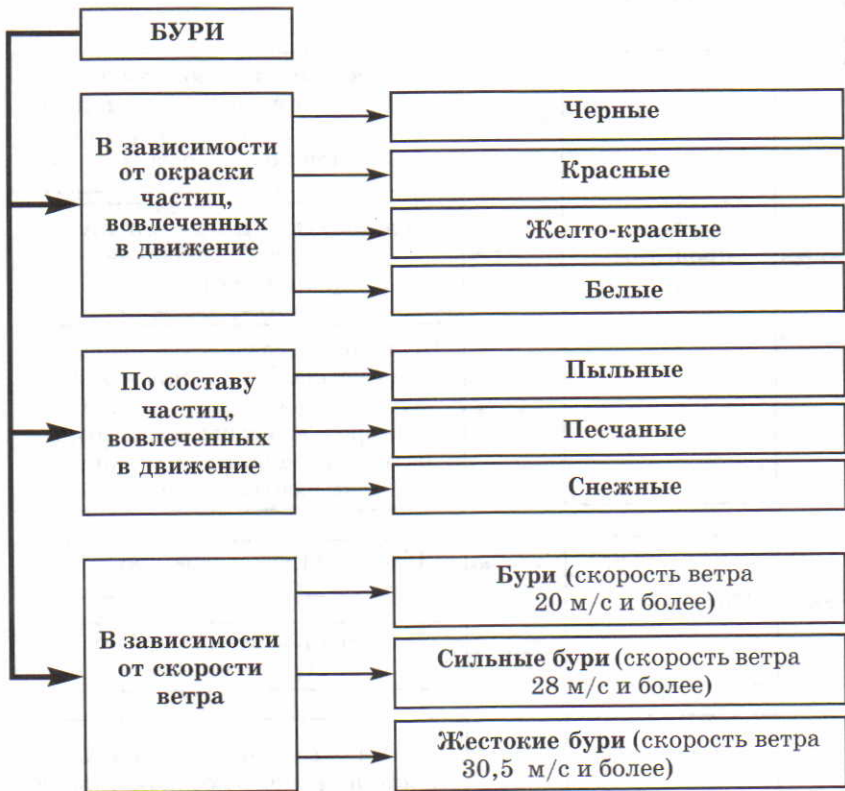 БУРИ
В зависимости
от окраски
частиц,
вовлеченных
в движение
Черные
Красные
Желто-красные
Белые
По составу
частиц,
вовлеченных
в движение
Пыльные
Песчаные
Снежные
В зависимости
от скорости
ветра
Бури (скорость ветра
20 м/с и более)
Сильные бури (скорость ветра
28 м/с и более)
Жестокие бури (скорость ветра
30,5 м/с и более)